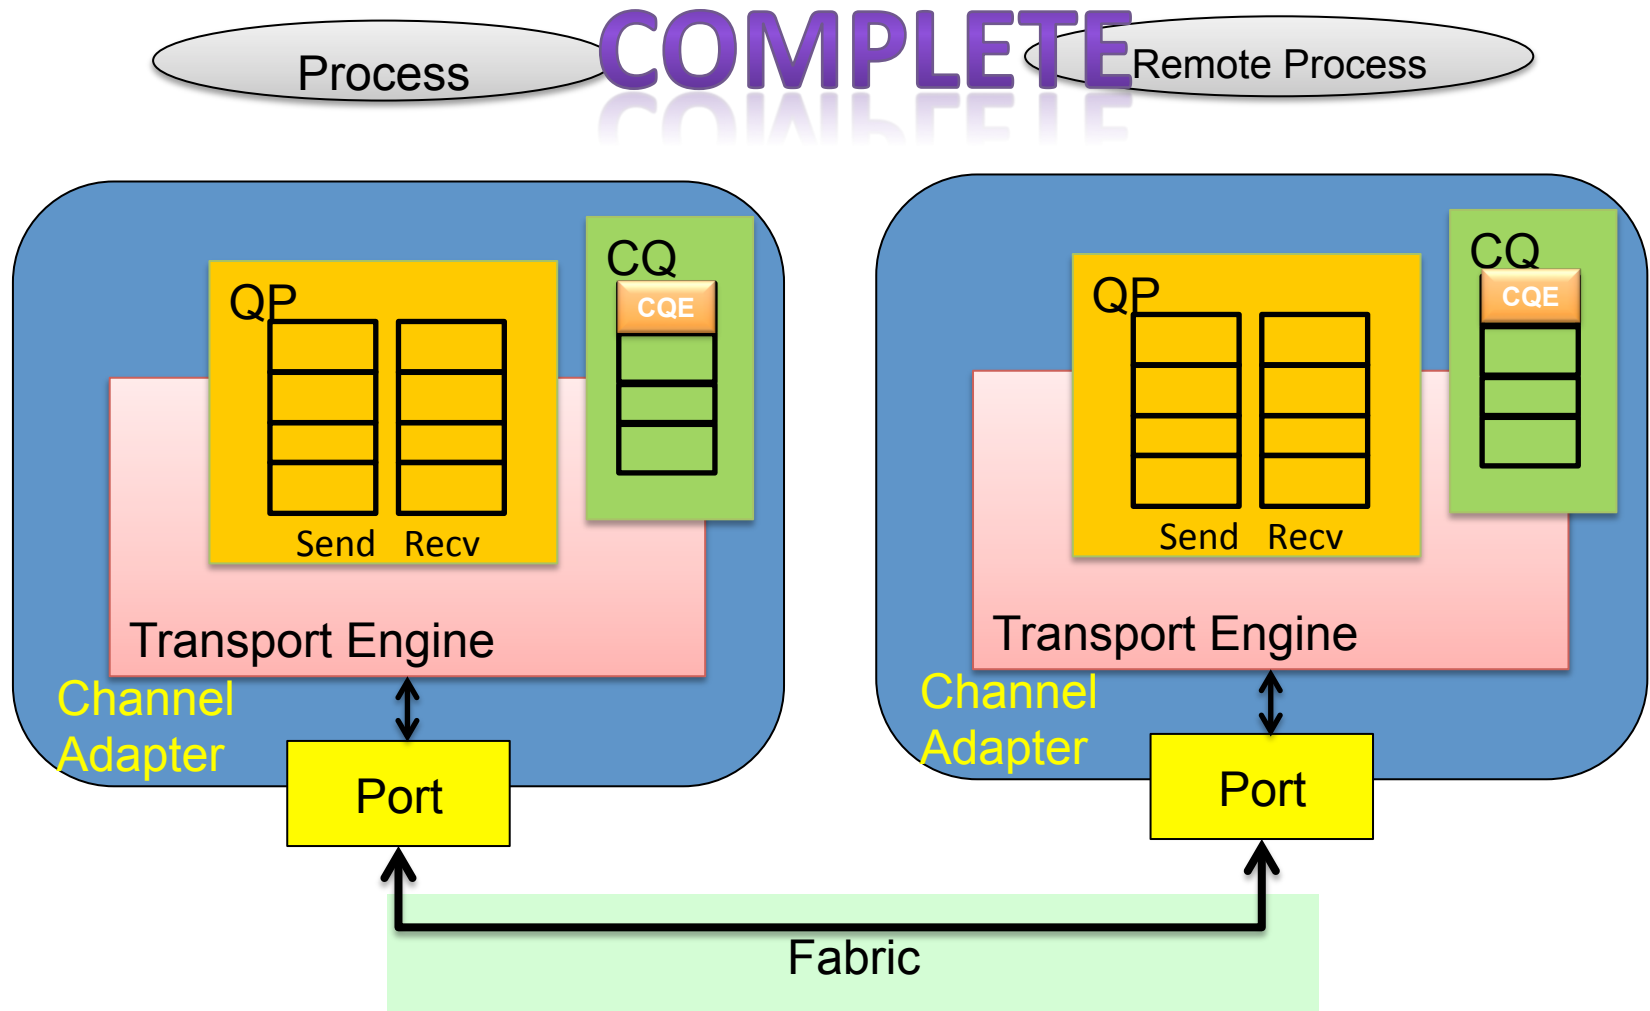 COMPLETE
Process
Remote Process
CQ
CQE
QP
Send Recv
Transport Engine
Channel
Adapter
Port
CQ
CQE
QP
Send Recv
Transport Engine
Channel
Adapter
Port
Fabric